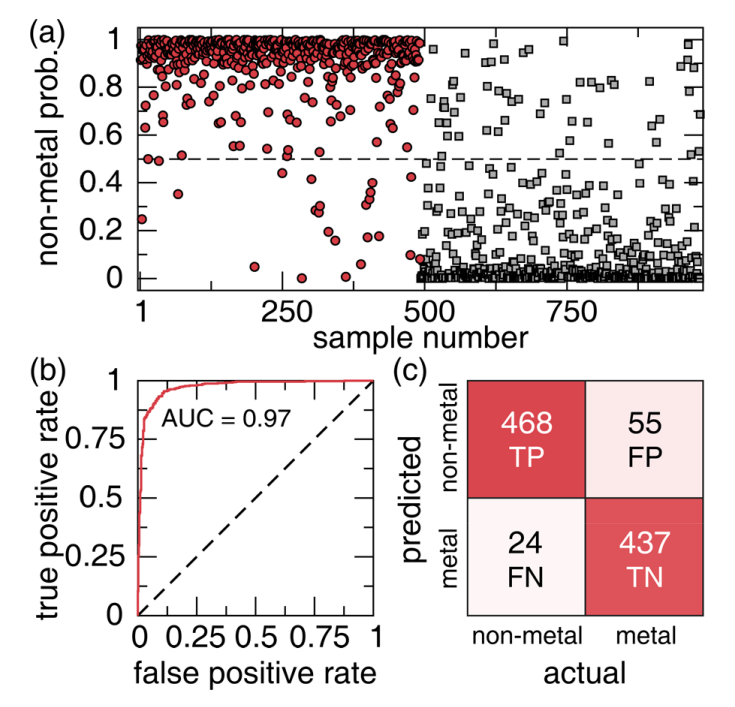 (a)
non-metal prob.
1
0.8
0.6
0.4
0.2
0
1 250 500 750
sample number
(b)
true positive rate
1
0.75
0.5
0.25
0
AUC = 0.97
0 0.25 0.5 0.75 1
false positive rate
(c)
predicted
non-metal
metal
468
TP
55
FP
24
FN
437
TN
non-metal metal
actual